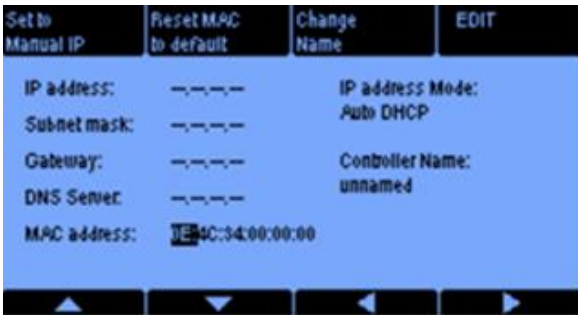 Set to Manual IP
Reset MAC to default
Change Name
EDIT
IP address: --.--.--.--
IP address Mode:
Subnet mask: --.--.--.--
Auto DHCP
Gateway: --.--.--.--
Controller Name:
DNS Server: --.--.--.--
unnamed
MAC address: DE:4C:34:00:00:00